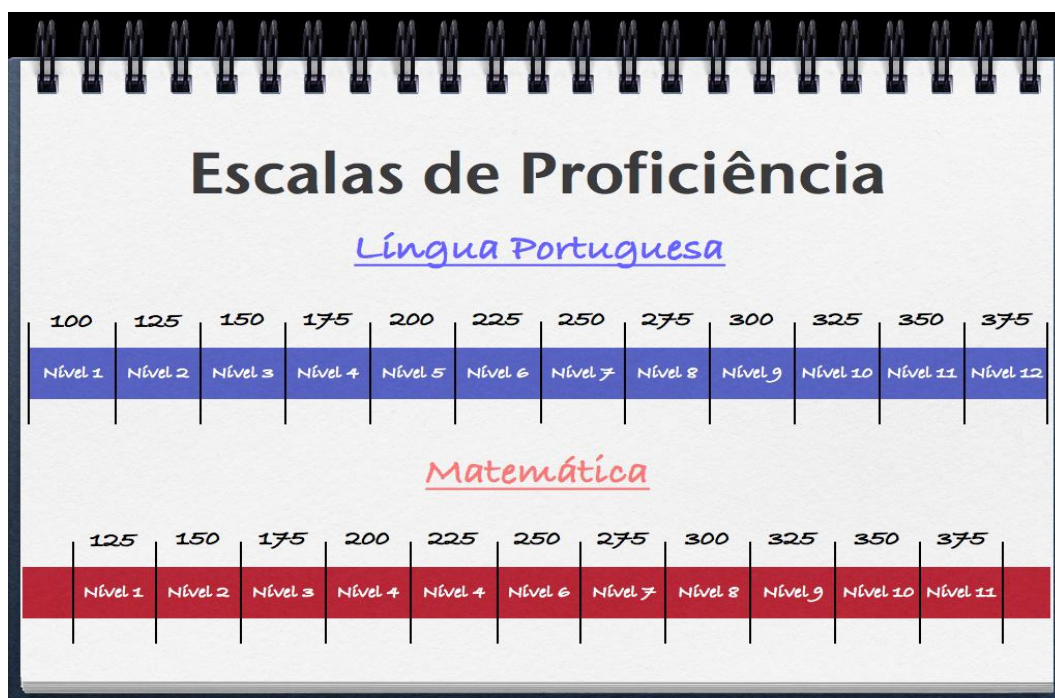 Escalas de Proficiência
Língua Portuguesa
100 125 150 175 200 225 250 275 300 325 350 375
Nível 1 Nível 2 Nível 3 Nível 4 Nível 5 Nível 6 Nível 7 Nível 8 Nível 9 Nível 10 Nível 11 Nível 12
Matemática
125 150 175 200 225 250 275 300 325 350 375
Nível 1 Nível 2 Nível 3 Nível 4 Nível 4 Nível 6 Nível 7 Nível 8 Nível 9 Nível 10 Nível 11